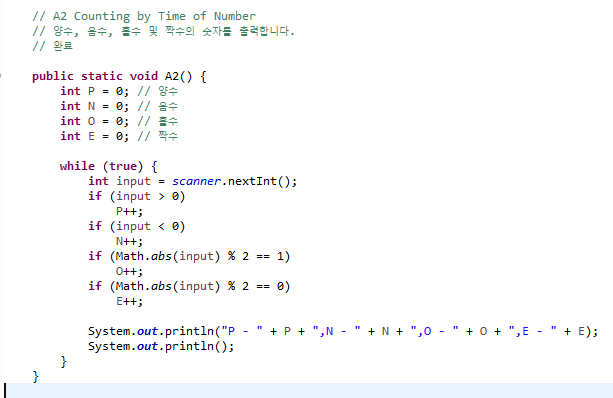 // A2 Counting by Time of Number
// 양수, 음수, 홀수 및 짝수의 숫자를 출력합니다.
// 완료
public static void A2() {
int P = 0; // 양수
int N = 0; // 음수
int O = 0; // 홀수
int E = 0; // 짝수
while (true) {
int input = scanner.nextInt();
if (input > 0)
P++;
if (input < 0)
N++;
if (Math.abs(input) % 2 == 1)
O++;
if (Math.abs(input) % 2 == 0)
E++;
System.out.println("P - " + P + ",N - " + N + ",O - " + O + ",E - " + E);
System.out.println();
}
}